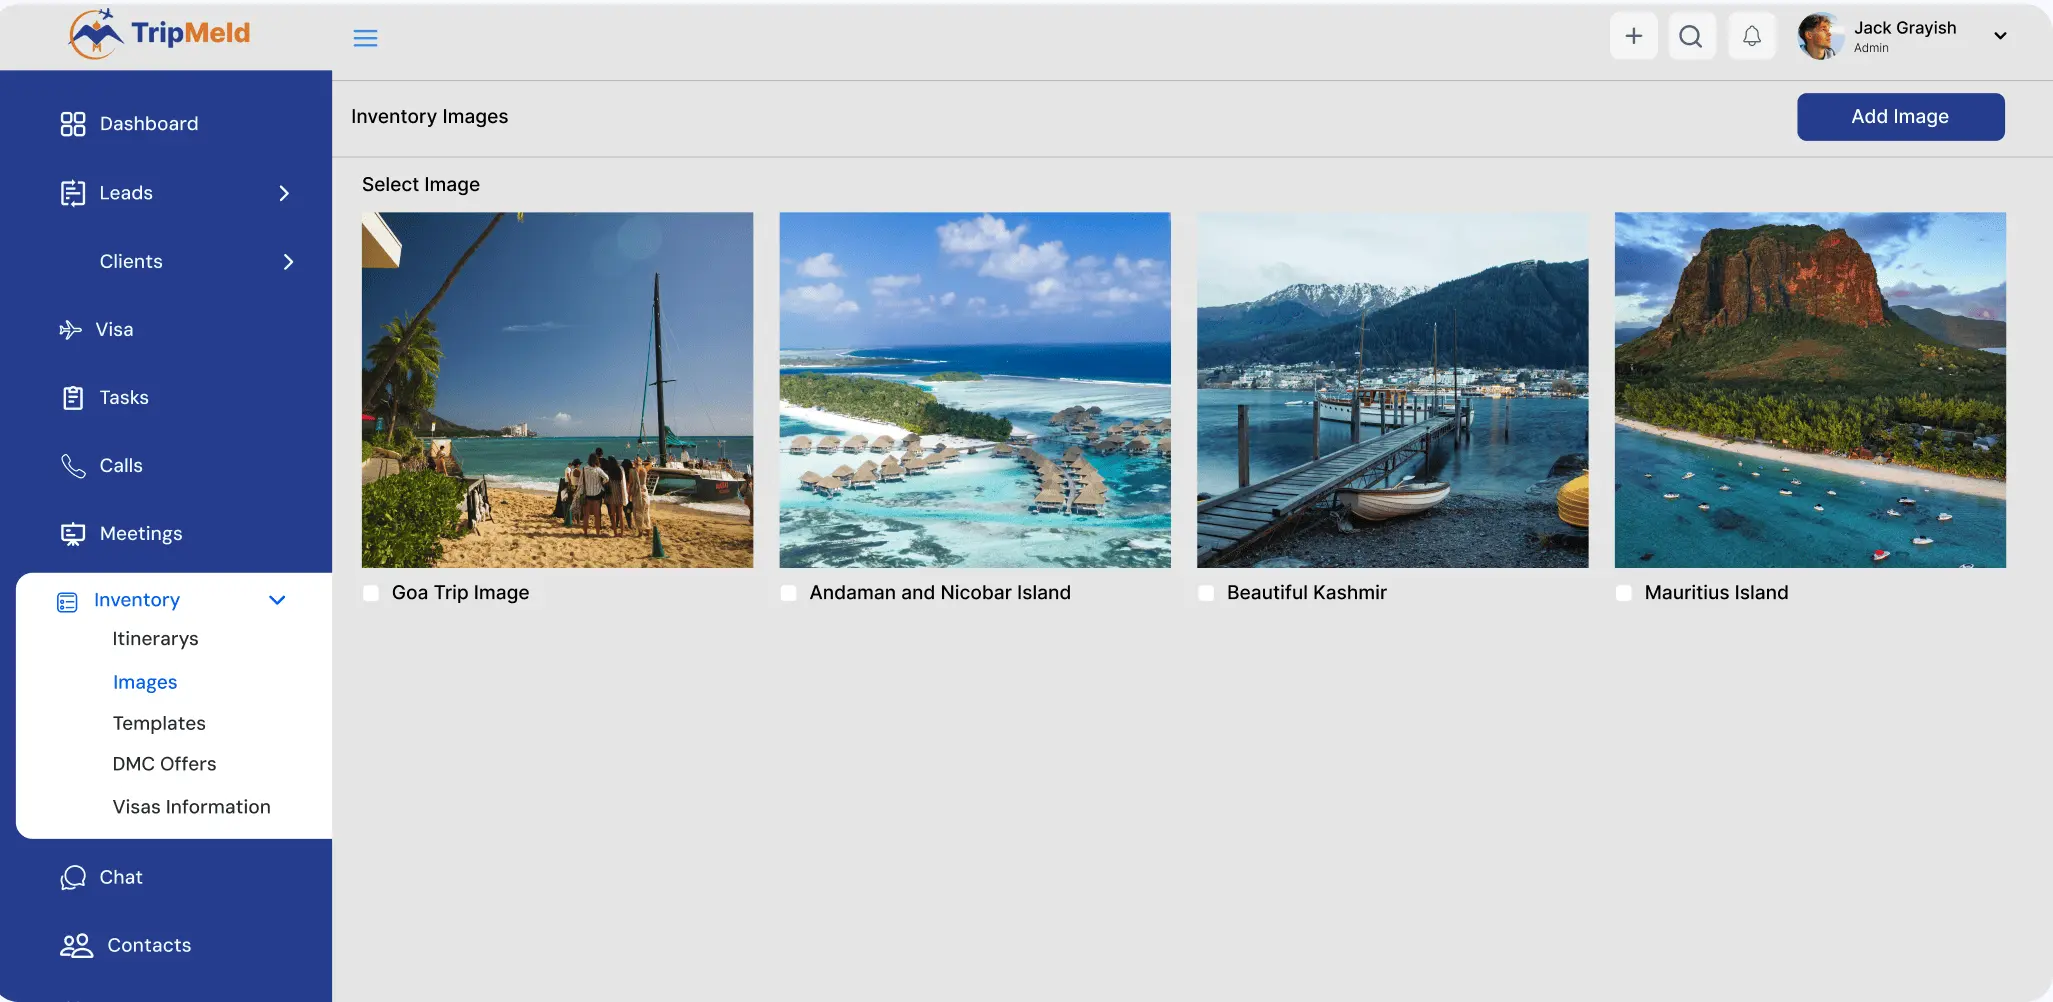 TripMeld
Jack Grayish
Admin
Dashboard
Leads
Clients
Visa
Tasks
Calls
Meetings
Inventory
Itinerarys
Images
Templates
DMC Offers
Visas Information
Chat
Contacts
Inventory Images
Add Image
Select Image
Goa Trip Image
Andaman and Nicobar Island
Beautiful Kashmir
Mauritius Island